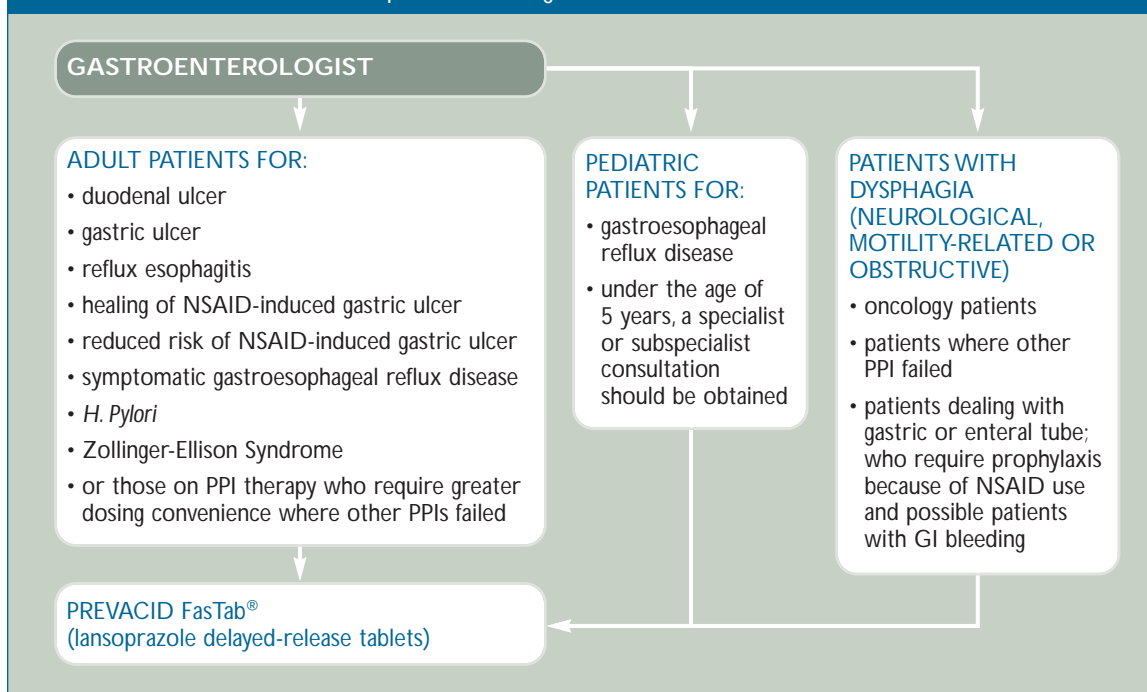 GASTROENTEROLOGIST
ADULT PATIENTS FOR:
• duodenal ulcer
• gastric ulcer
• reflux esophagitis
• healing of NSAID-induced gastric ulcer
• reduced risk of NSAID-induced gastric ulcer
• symptomatic gastroesophageal reflux disease
• H. Pylori
• Zollinger-Ellison Syndrome
• or those on PPI therapy who require greater
dosing convenience where other PPIs failed
PEDIATRIC
PATIENTS FOR:
• gastroesophageal
reflux disease
• under the age of
5 years, a specialist
or subspecialist
consultation
should be obtained
PATIENTS WITH
DYSPHAGIA
(NEUROLOGICAL,
MOTILITY-RELATED OR
OBSTRUCTIVE)
• oncology patients
• patients where other
PPI failed
• patients dealing with
gastric or enteral tube;
who require prophylaxis
because of NSAID use
and possible patients
with GI bleeding
PREVACID FasTab®
(lansoprazole delayed-release tablets)